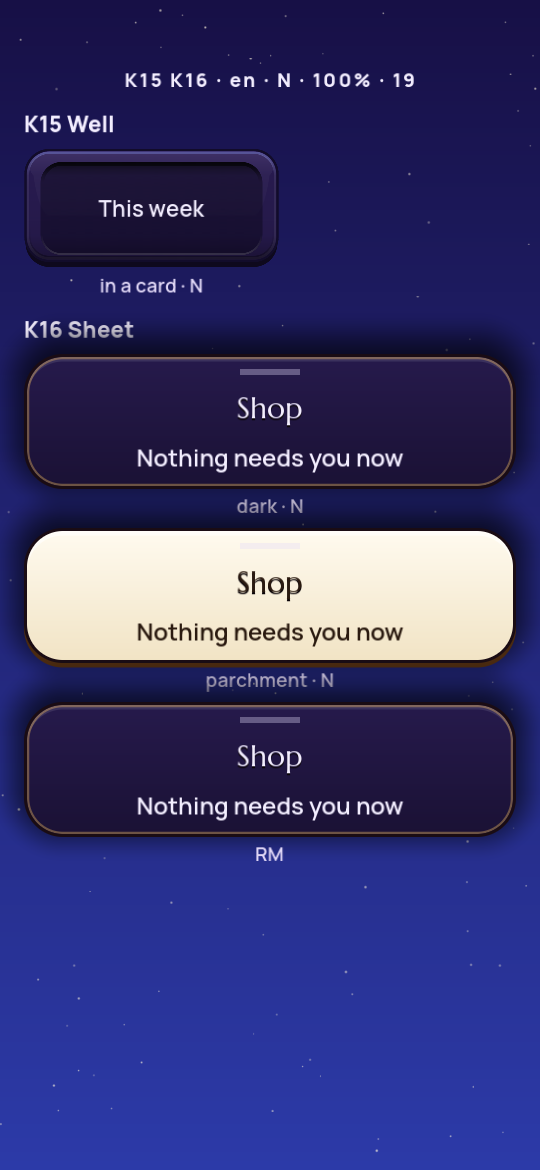 K15 K16 · en · N · 100% · 19
K15 Well
This week
in a card · N
K16 Sheet
Shop
Nothing needs you now
dark · N
Shop
Nothing needs you now
parchment · N
Shop
Nothing needs you now
RM